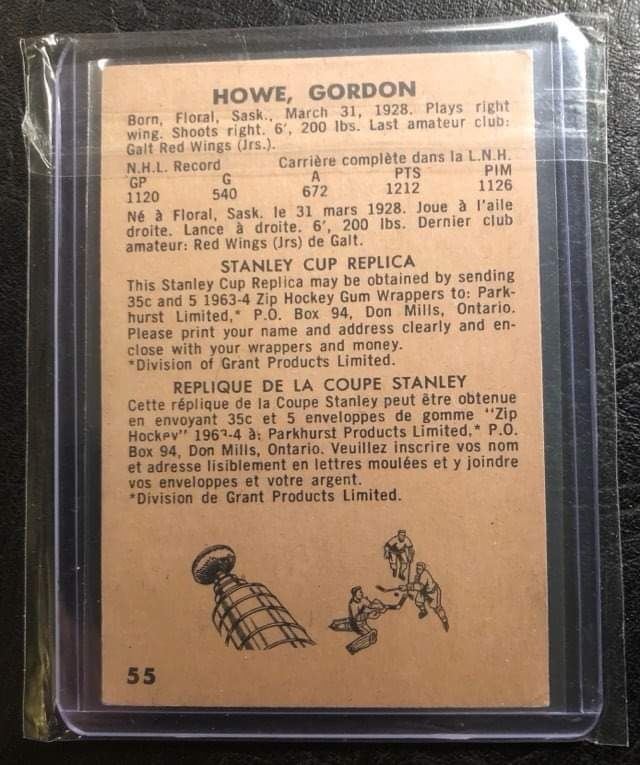 HOWE, GORDON
Born, Floral, Sask., March 31, 1928. Plays right
wing. Shoots right. 6', 200 lbs. Last amateur club:
Galt Red Wings (Jrs.).
N.H.L. Record Carrière complète dans la L.N.H.
GP G A PTS PIM
1120 540 672 1212 1126
Né à Floral, Sask. le 31 mars 1928. Joue à l'aile
droite. Lance à droite. 6', 200 lbs. Dernier club
amateur: Red Wings (Jrs) de Galt.
STANLEY CUP REPLICA
This Stanley Cup Replica may be obtained by sending
35c and 5 1963-4 Zip Hockey Gum Wrappers to: Park-
hurst Limited,* P.O. Box 94, Don Mills, Ontario.
Please print your name and address clearly and en-
close with your wrappers and money.
*Division of Grant Products Limited.
REPLIQUE DE LA COUPE STANLEY
Cette réplique de la Coupe Stanley peut être obtenue
en envoyant 35c et 5 enveloppes de gomme "Zip
Hockey" 1963-4 à: Parkhurst Products Limited,* P.O.
Box 94, Don Mills, Ontario. Veuillez inscrire vos nom
et adresse lisiblement en lettres moulées et y joindre
vos enveloppes et votre argent.
*Division de Grant Products Limited.
55